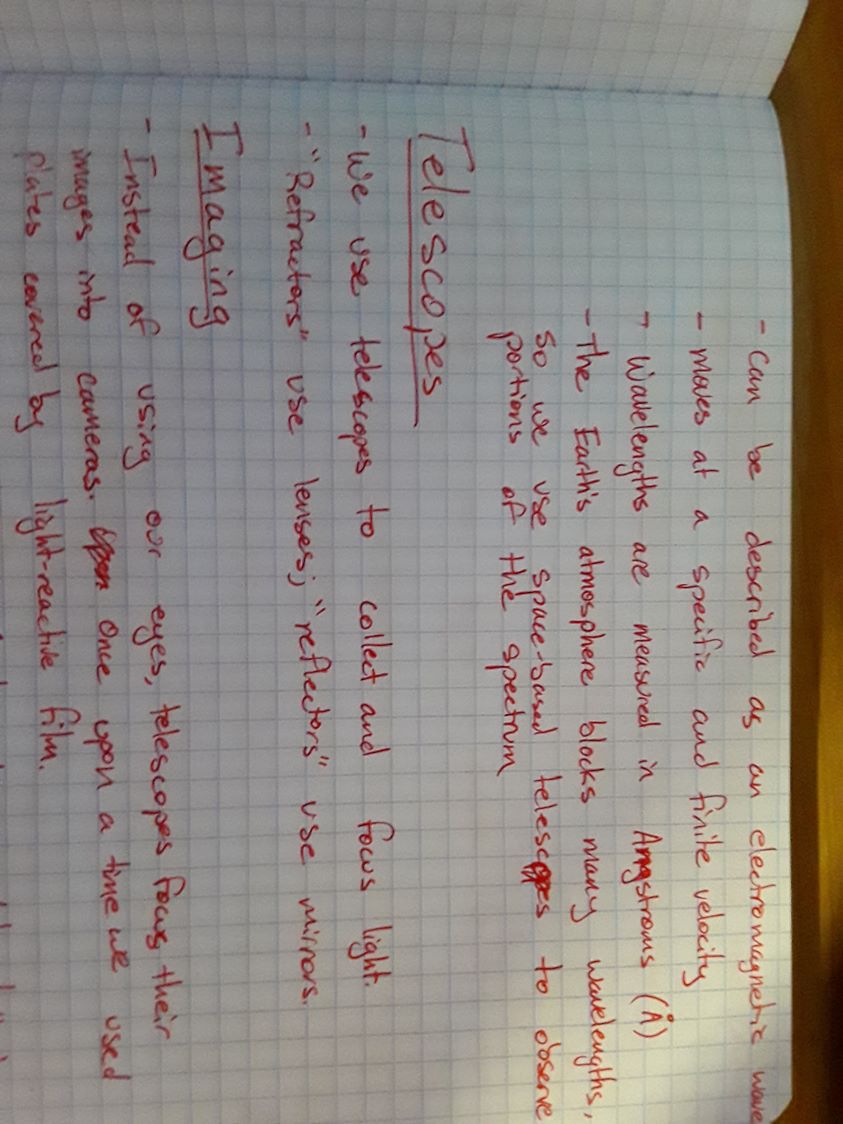 - Can be described as an electromagnetic wave
- moves at a specific and finite velocity
- Wavelengths are measured in Angstroms (Å)
- The Earth's atmosphere blocks many wavelengths,
so we use space-based telescopes to observe
portions of the spectrum
Telescopes
- We use telescopes to collect and focus light.
- "Refractors" use lenses; "reflectors" use mirrors.
Imaging
- Instead of using our eyes, telescopes focus their
images into cameras. Once upon a time we used
plates covered by light-reactive film.